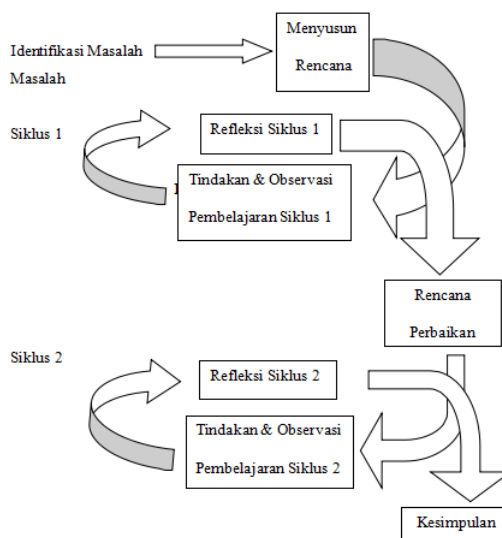 Menyusun
Rencana
Identifikasi Masalah
Masalah
Siklus 1
Refleksi Siklus 1
Tindakan & Observasi
Pembelajaran Siklus 1
Rencana
Perbaikan
Siklus 2
Refleksi Siklus 2
Tindakan & Observasi
Pembelajaran Siklus 2
Kesimpulan